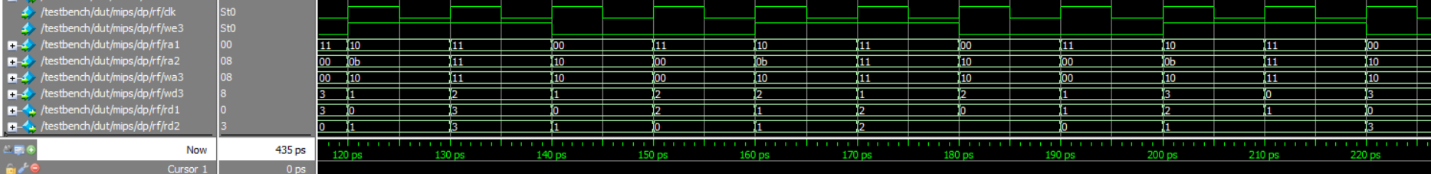 /testbench/dut/mips/dp/rf/clk St0
/testbench/dut/mips/dp/rf/we3 St0
/testbench/dut/mips/dp/rf/ra1 00 11 10 11 00 11 10 11 00 11 10 11 00
/testbench/dut/mips/dp/rf/ra2 08 00 0b 11 10 00 0b 11 10 00 0b 11 10
/testbench/dut/mips/dp/rf/wa3 08 00 10 11 10 00 10 11 10 00 10 11 10
/testbench/dut/mips/dp/rf/wd3 8 3 1 2 1 2 2 1 2 1 3 0 3
/testbench/dut/mips/dp/rf/rd1 0 3 0 3 0 2 1 2 0 1 2 1 0
/testbench/dut/mips/dp/rf/rd2 3 0 1 3 1 0 1 2 0 1 3
Now 435 ps 120 ps 130 ps 140 ps 150 ps 160 ps 170 ps 180 ps 190 ps 200 ps 210 ps 220 ps
Cursor 1 0 ps